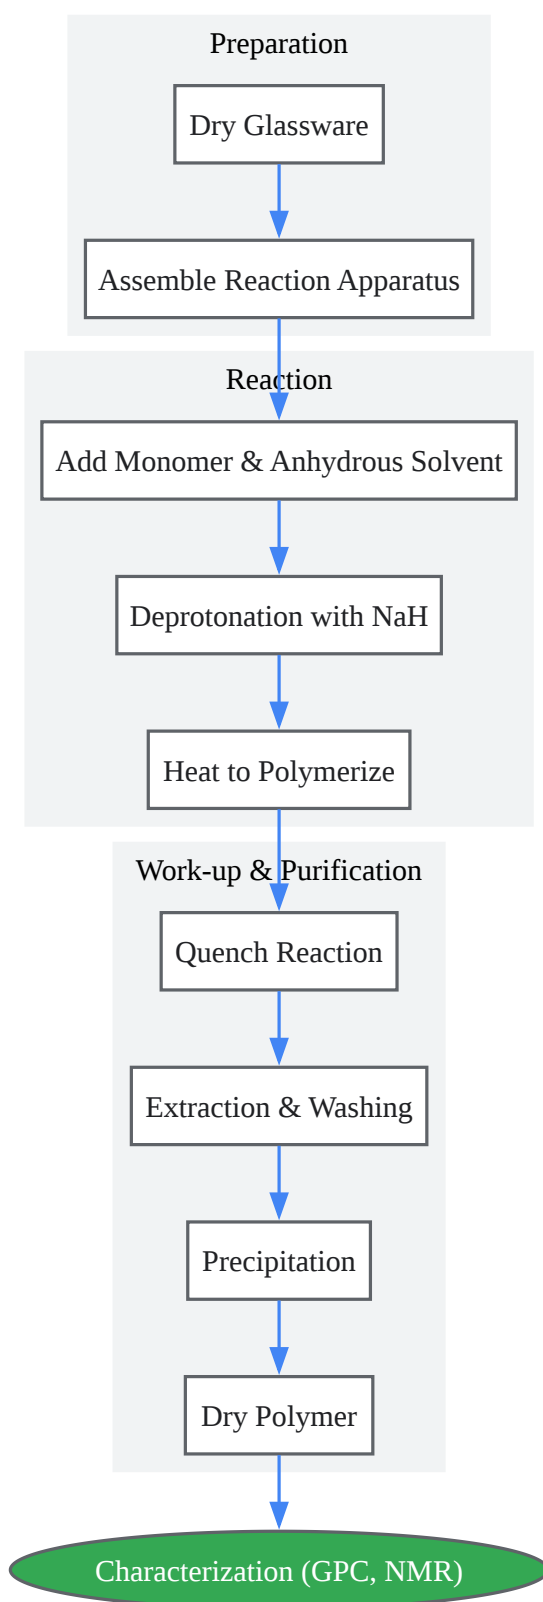 Preparation
Dry Glassware
Assemble Reaction Apparatus
Reaction
Add Monomer & Anhydrous Solvent
Deprotonation with NaH
Heat to Polymerize
Work-up & Purification
Quench Reaction
Extraction & Washing
Precipitation
Dry Polymer
Characterization (GPC, NMR)